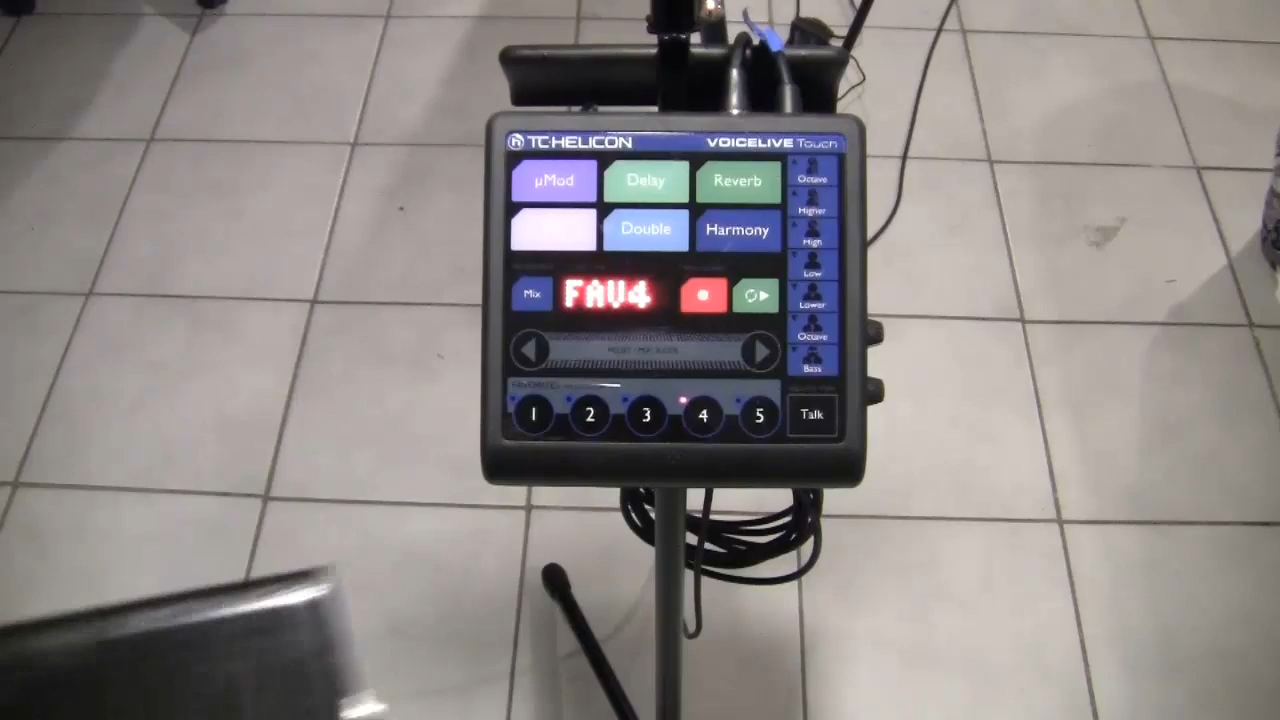 TC·HELICON VOICELIVE Touch
µMod Delay Reverb Octave
Higher
Double Harmony High
Low
Mix FAV4 Lower
Octave
Bass
FAVORITES
1 2 3 4 5 Talk